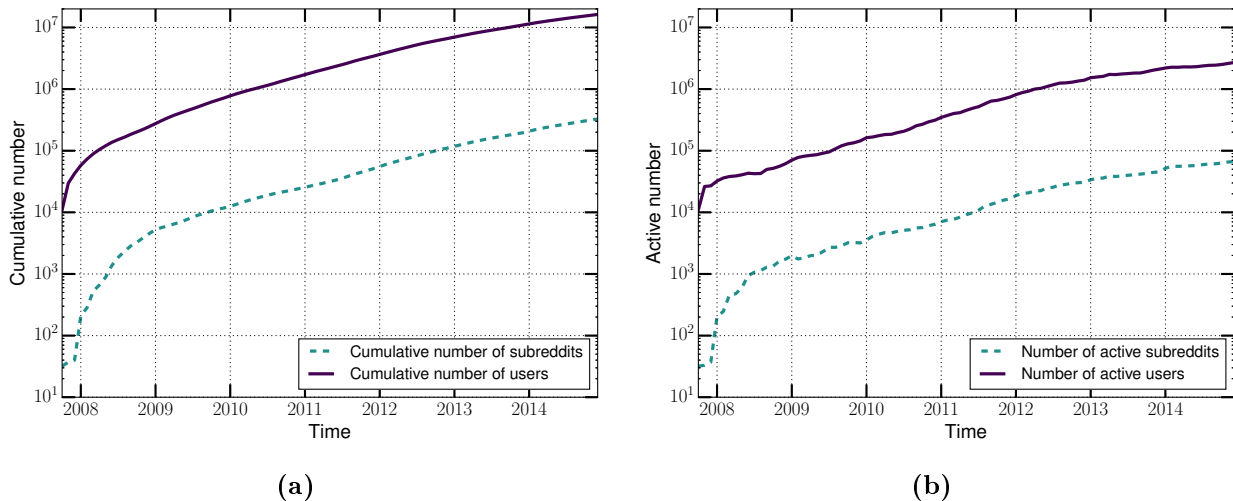 10^7
10^6
10^5
10^4
10^3
10^2
10^1
Cumulative number
2008 2009 2010 2011 2012 2013 2014
Time
Cumulative number of subreddits
Cumulative number of users
(a)
10^7
10^6
10^5
10^4
10^3
10^2
10^1
Active number
2008 2009 2010 2011 2012 2013 2014
Time
Number of active subreddits
Number of active users
(b)